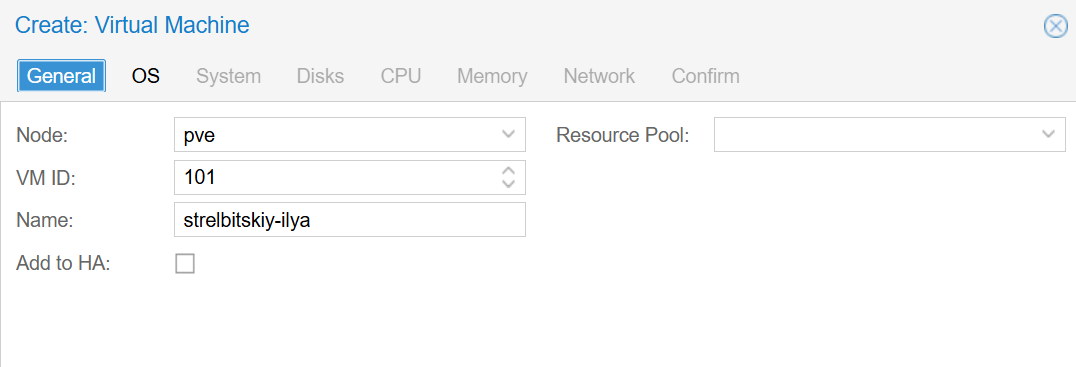 Create: Virtual Machine
General OS System Disks CPU Memory Network Confirm
Node: pve Resource Pool:
VM ID: 101
Name: strelbitskiy-ilya
Add to HA: